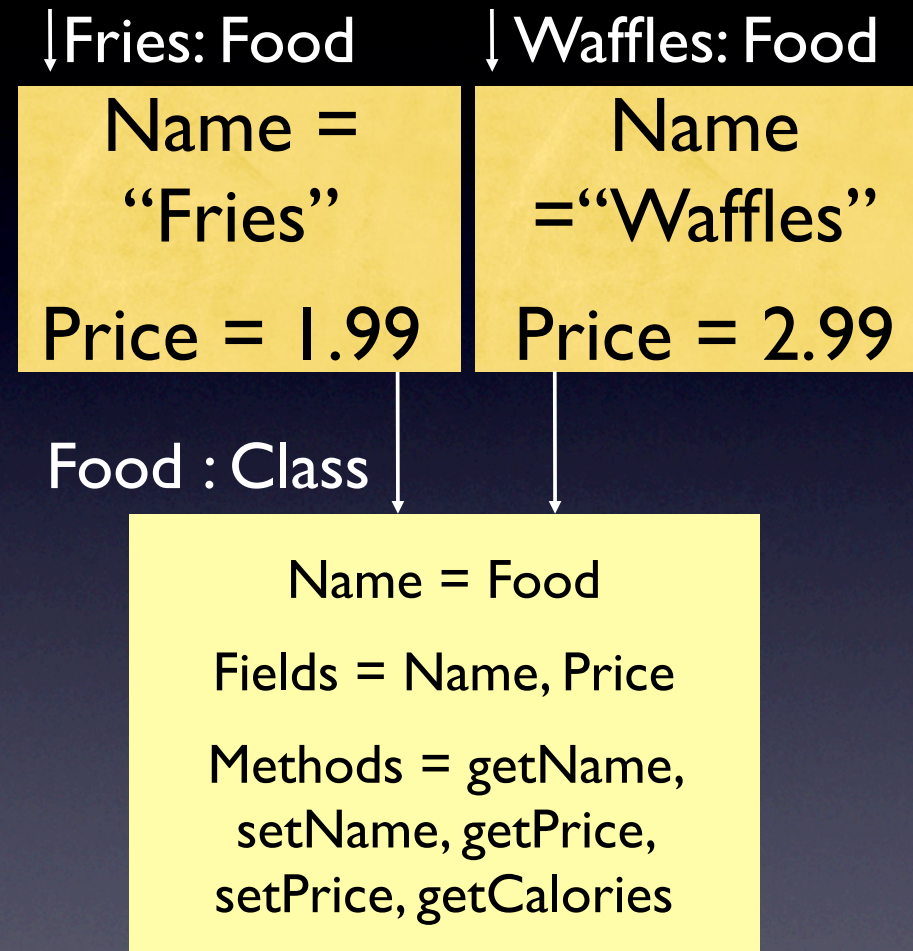 Fries: Food
Name =
“Fries”
Price = 1.99
Waffles: Food
Name
=“Waffles”
Price = 2.99
Food : Class
Name = Food
Fields = Name, Price
Methods = getName,
setName, getPrice,
setPrice, getCalories